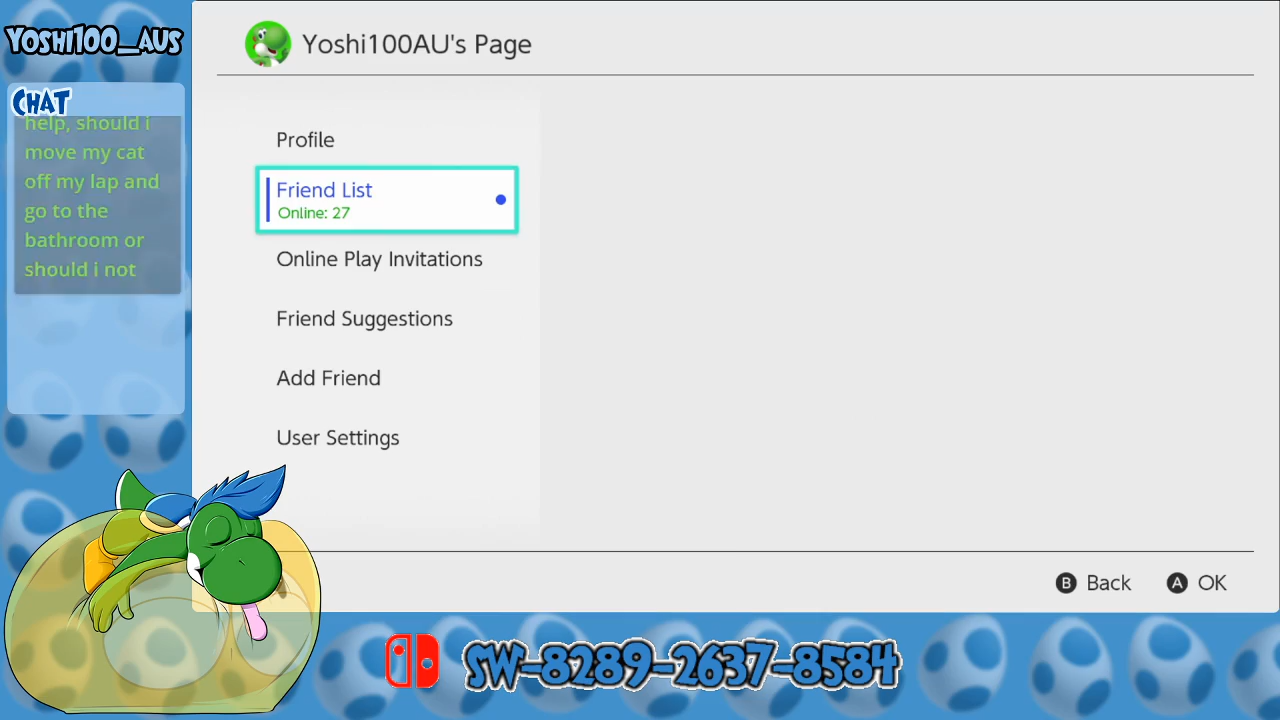 YOSHI100_AUS
CHAT
help, should i
move my cat
off my lap and
go to the
bathroom or
should i not
Yoshi100AU's Page
Profile
Friend List
Online: 27
Online Play Invitations
Friend Suggestions
Add Friend
User Settings
B Back
A OK
SW-8289-2637-8584